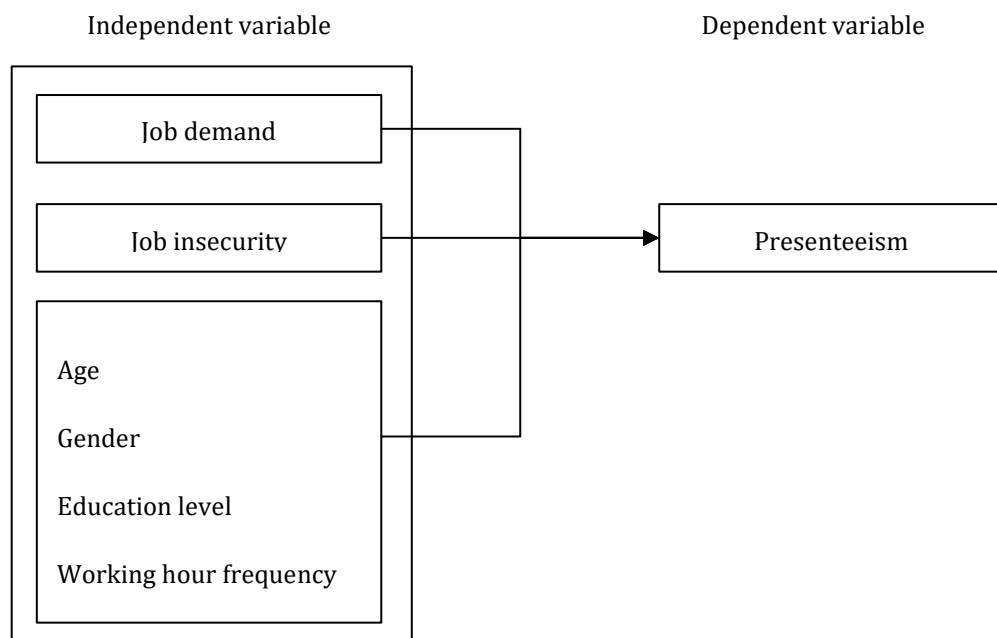 Independent variable
Dependent variable
Job demand
Job insecurity
Presenteeism
Age
Gender
Education level
Working hour frequency